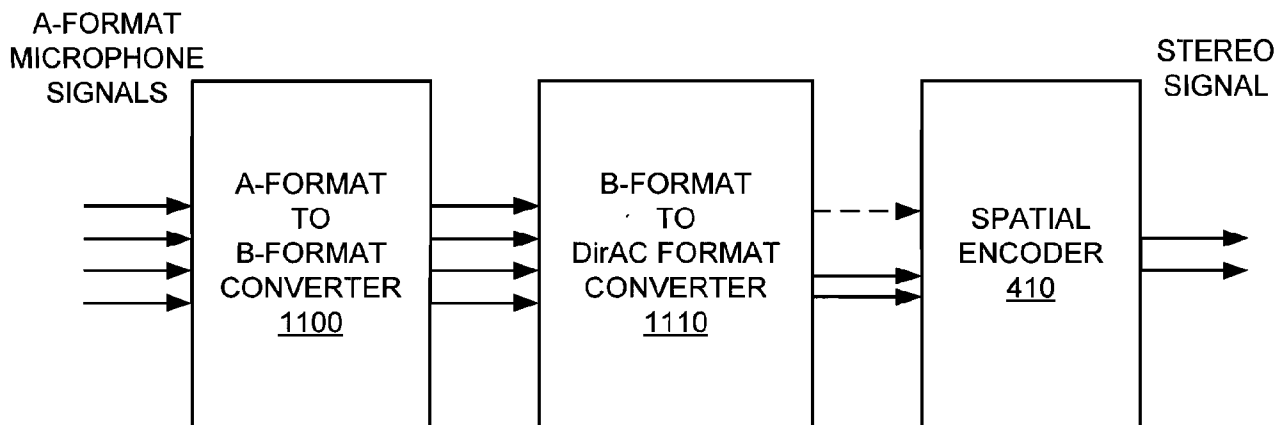 A-FORMAT
MICROPHONE
SIGNALS
A-FORMAT
TO
B-FORMAT
CONVERTER
1100
B-FORMAT
TO
DirAC FORMAT
CONVERTER
1110
SPATIAL
ENCODER
410
STEREO
SIGNAL